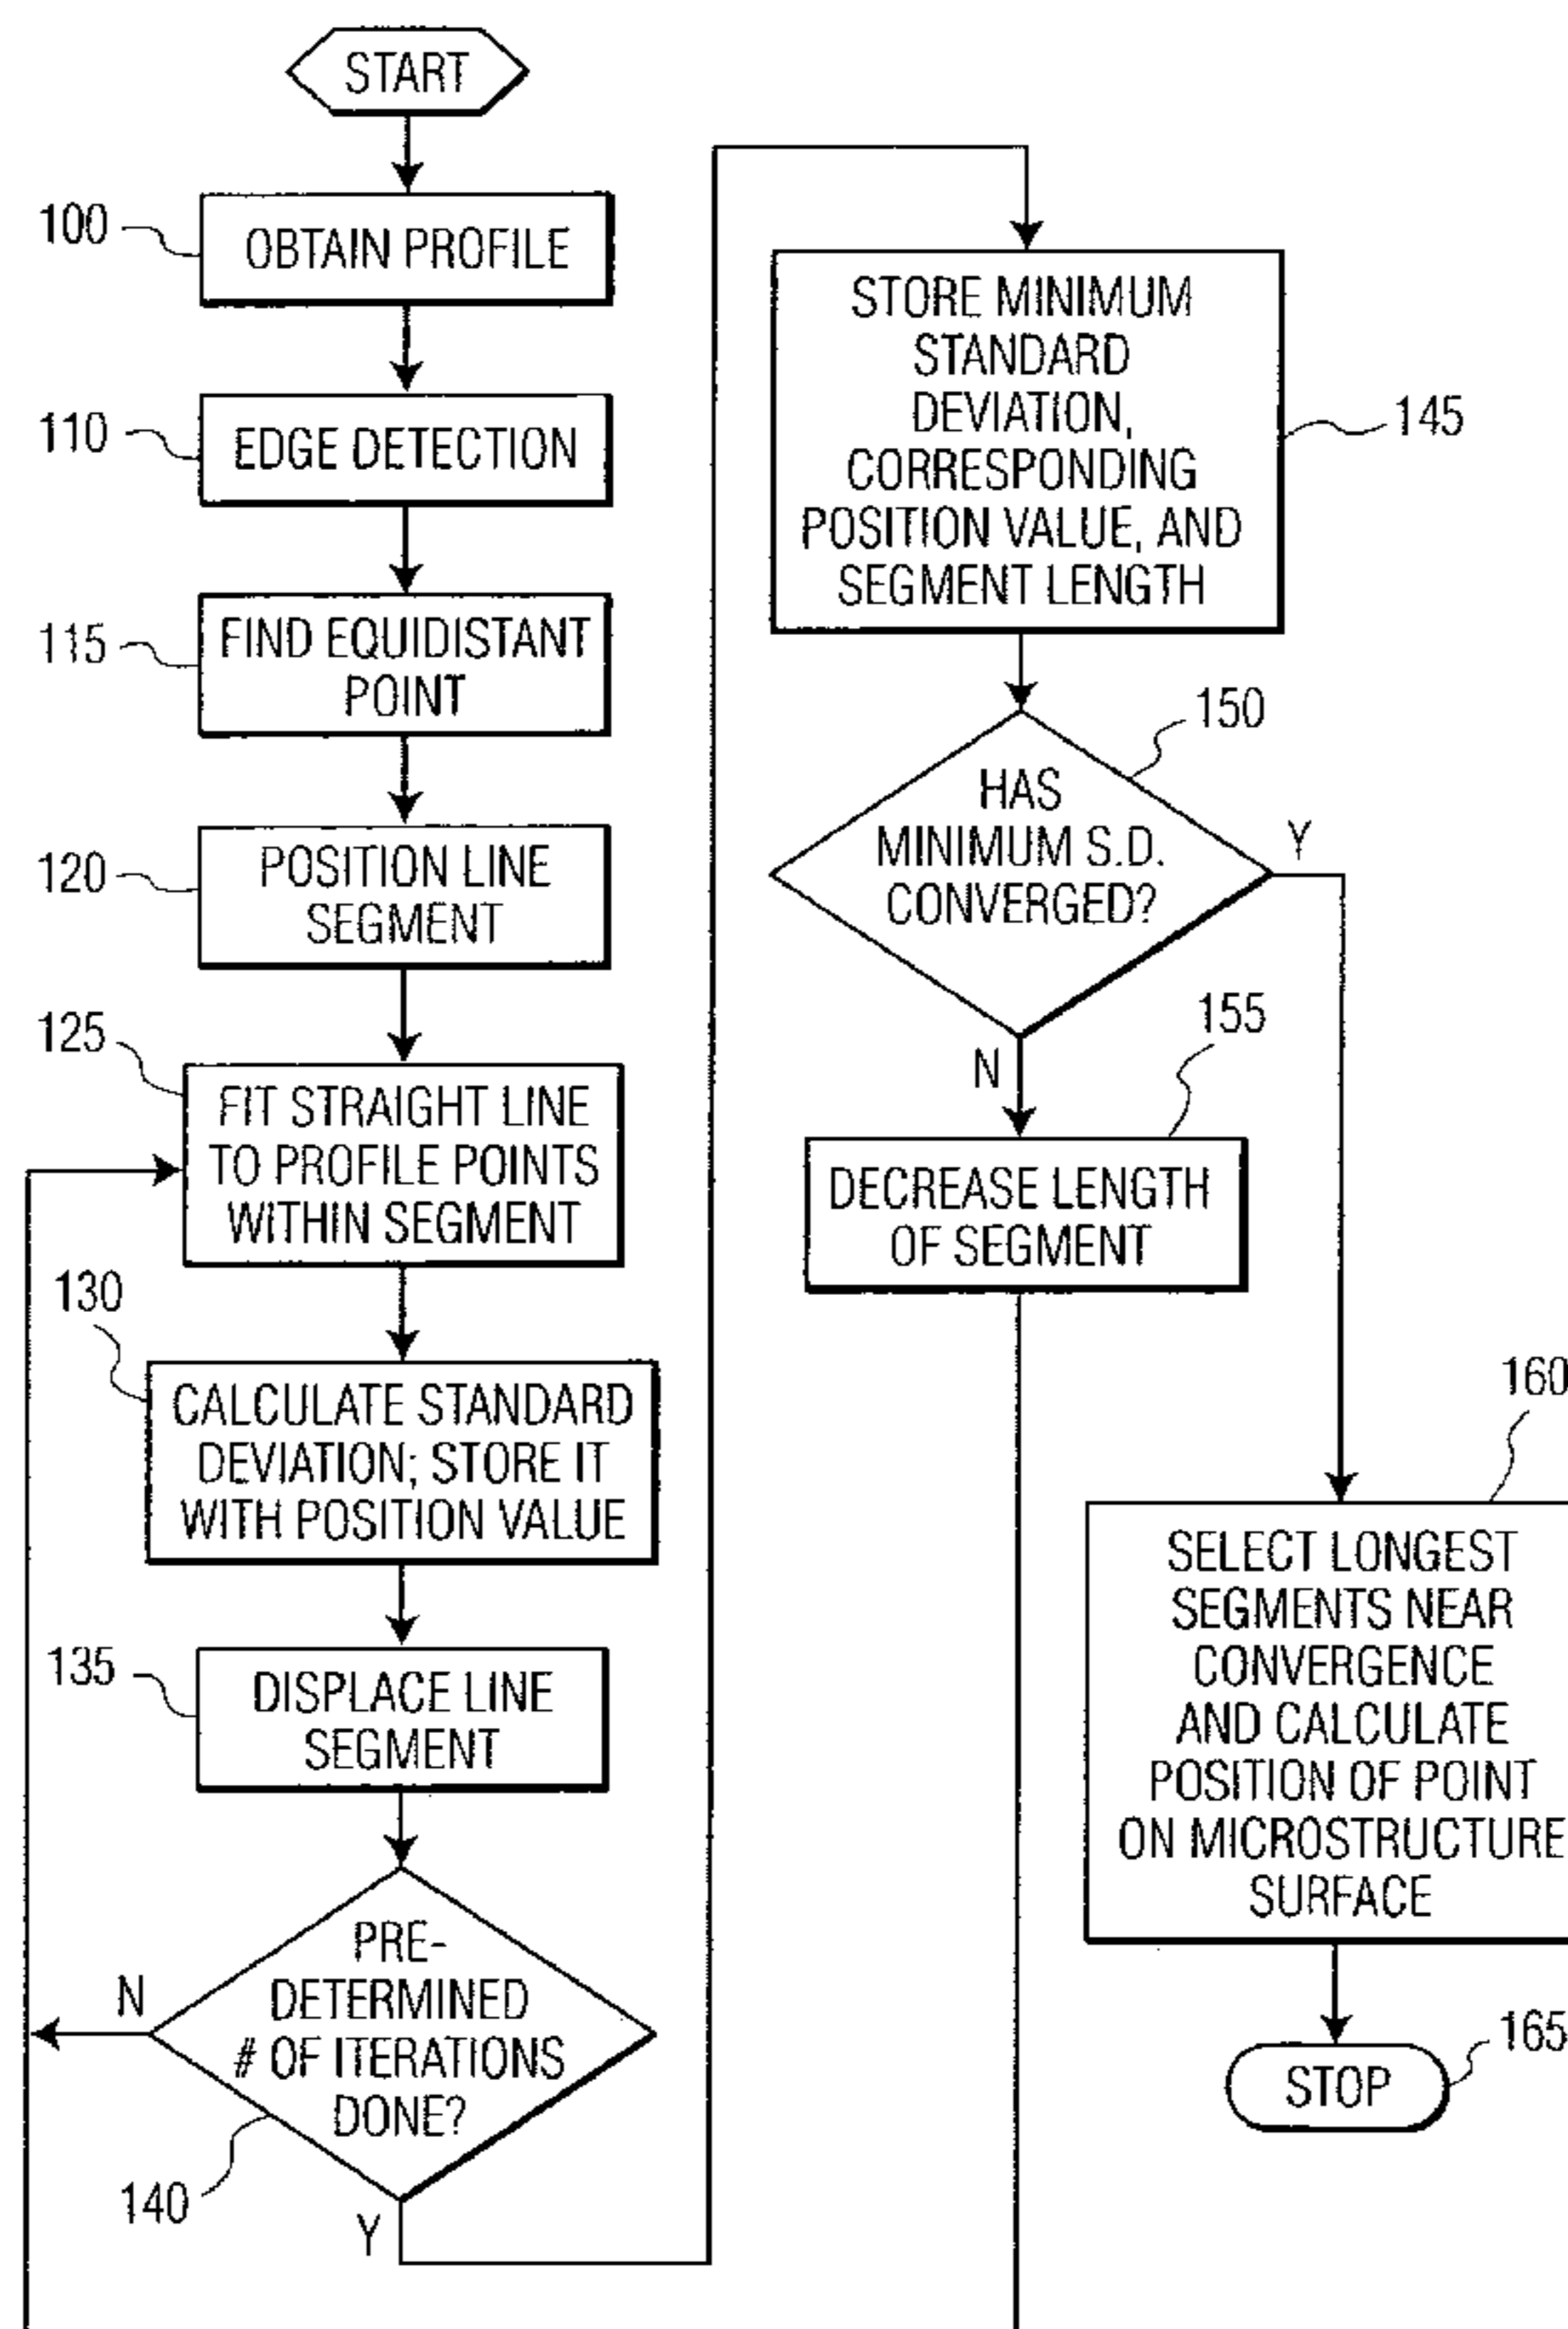 START
100
OBTAIN PROFILE
110
EDGE DETECTION
115
FIND EQUIDISTANT
POINT
120
POSITION LINE
SEGMENT
125
FIT STRAIGHT LINE
TO PROFILE POINTS
WITHIN SEGMENT
130
CALCULATE STANDARD
DEVIATION; STORE IT
WITH POSITION VALUE
135
DISPLACE LINE
SEGMENT
PRE-
DETERMINED
# OF ITERATIONS
DONE?
N
140
Y
STORE MINIMUM
STANDARD
DEVIATION,
CORRESPONDING
POSITION VALUE, AND
SEGMENT LENGTH
145
150
HAS
MINIMUM S.D.
CONVERGED?
Y
N
155
DECREASE LENGTH
OF SEGMENT
160
SELECT LONGEST
SEGMENTS NEAR
CONVERGENCE
AND CALCULATE
POSITION OF POINT
ON MICROSTRUCTURE
SURFACE
165
STOP